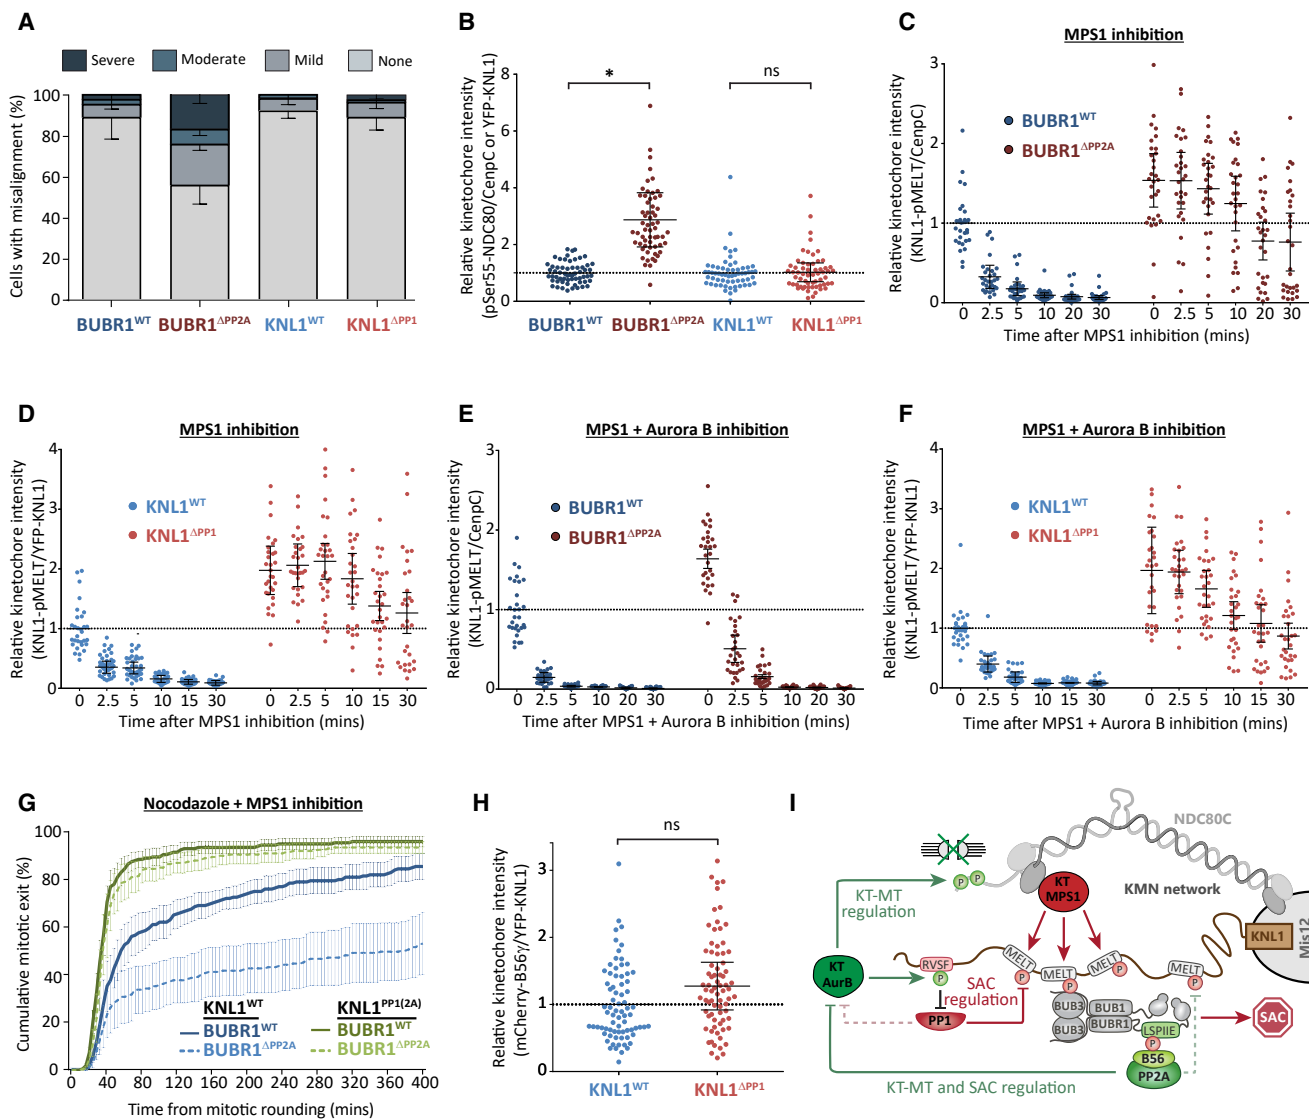 A
Severe Moderate Mild None
Cells with misalignment (%)
100
80
60
40
20
0
BUBR1WT BUBR1ΔPP2A KNL1WT KNL1ΔPP1
B
Relative kinetochore intensity
(pSer55-NDC80/CenpC or YFP-KNL1)
8
6
4
2
0
* ns
BUBR1WT BUBR1ΔPP2A KNL1WT KNL1ΔPP1
C
MPS1 inhibition
Relative kinetochore intensity
(KNL1-pMELT/CenpC)
3
2
1
0
BUBR1WT
BUBR1ΔPP2A
0 2.5 5 10 20 30 0 2.5 5 10 20 30
Time after MPS1 inhibition (mins)
D
MPS1 inhibition
Relative kinetochore intensity
(KNL1-pMELT/YFP-KNL1)
4
3
2
1
0
KNL1WT
KNL1ΔPP1
0 2.5 5 10 15 30 0 2.5 5 10 15 30
Time after MPS1 inhibition (mins)
E
MPS1 + Aurora B inhibition
Relative kinetochore intensity
(KNL1-pMELT/CenpC)
3
2
1
0
BUBR1WT
BUBR1ΔPP2A
0 2.5 5 10 20 30 0 2.5 5 10 20 30
Time after MPS1 + Aurora B inhibition (mins)
F
MPS1 + Aurora B inhibition
Relative kinetochore intensity
(KNL1-pMELT/YFP-KNL1)
4
3
2
1
0
KNL1WT
KNL1ΔPP1
0 2.5 5 10 15 30 0 2.5 5 10 15 30
Time after MPS1 + Aurora B inhibition (mins)
G
Nocodazole + MPS1 inhibition
Cumulative mitotic exit (%)
100
80
60
40
20
0
KNL1WT KNL1PP1(2A)
BUBR1WT BUBR1WT
BUBR1ΔPP2A BUBR1ΔPP2A
0 40 80 120 160 200 240 280 320 360 400
Time from mitotic rounding (mins)
H
ns
Relative kinetochore intensity
(mCherry-B56γ/YFP-KNL1)
3
2
1
0
KNL1WT KNL1ΔPP1
I
NDC80C
P P
KT
MPS1
KMN network
KT-MT
regulation
KNL1
Mis12
KT
AurB
RVSF
P
MELT
P
MELT
P
MELT
P
MELT
P
SAC
regulation
PP1
BUB3
BUB3
BUB1
BUBR1
LSPIIE
P
B56
PP2A
SAC
KT-MT and SAC regulation